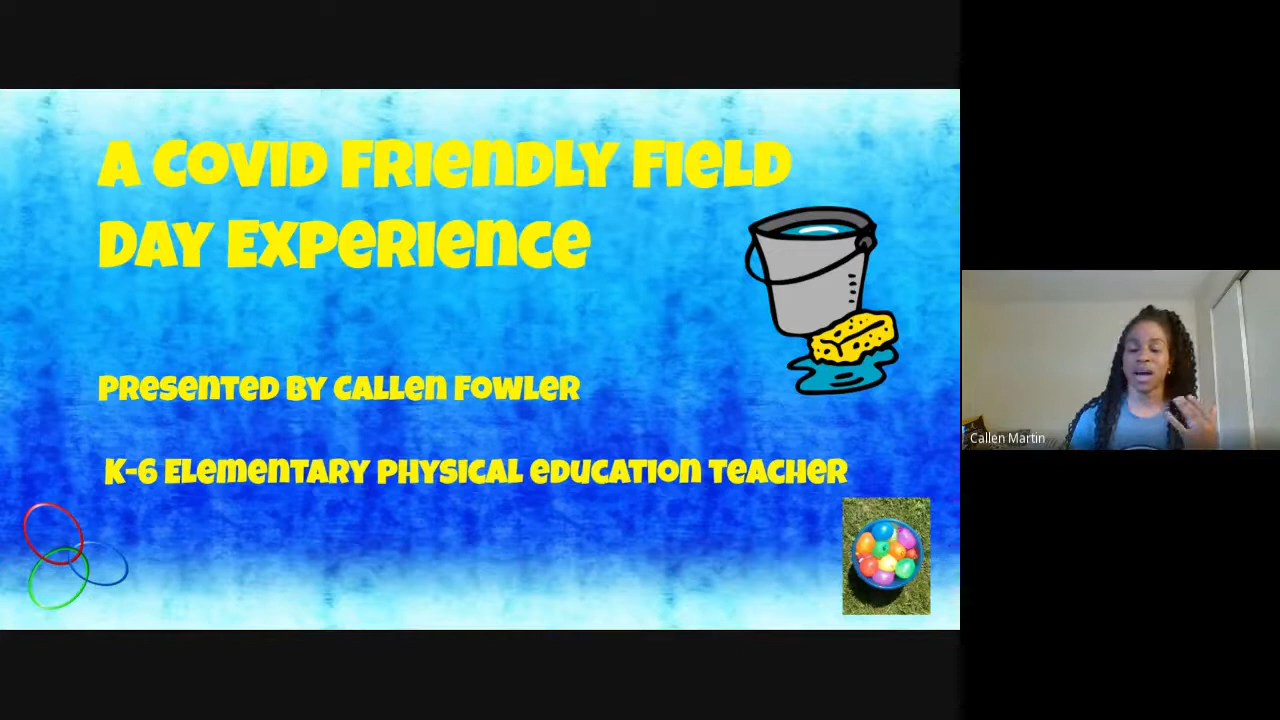 A Covid Friendly Field
Day Experience
Presented by Callen Fowler
K-6 Elementary Physical Education Teacher
Callen Martin